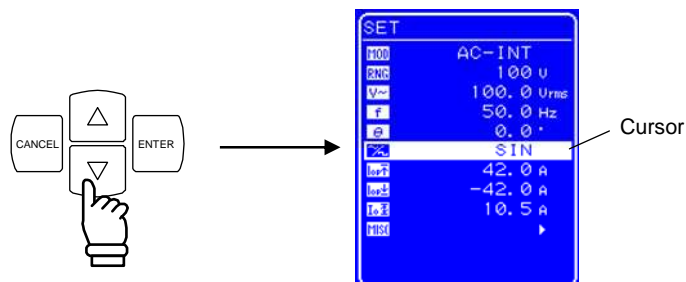 CANCEL
ENTER
SET
MOD AC-INT
RNG 100 V
V~ 100.0 Vrms
f 50.0 Hz
θ 0.0 °
SIN
42.0 A
-42.0 A
10.5 A
MISC
Cursor